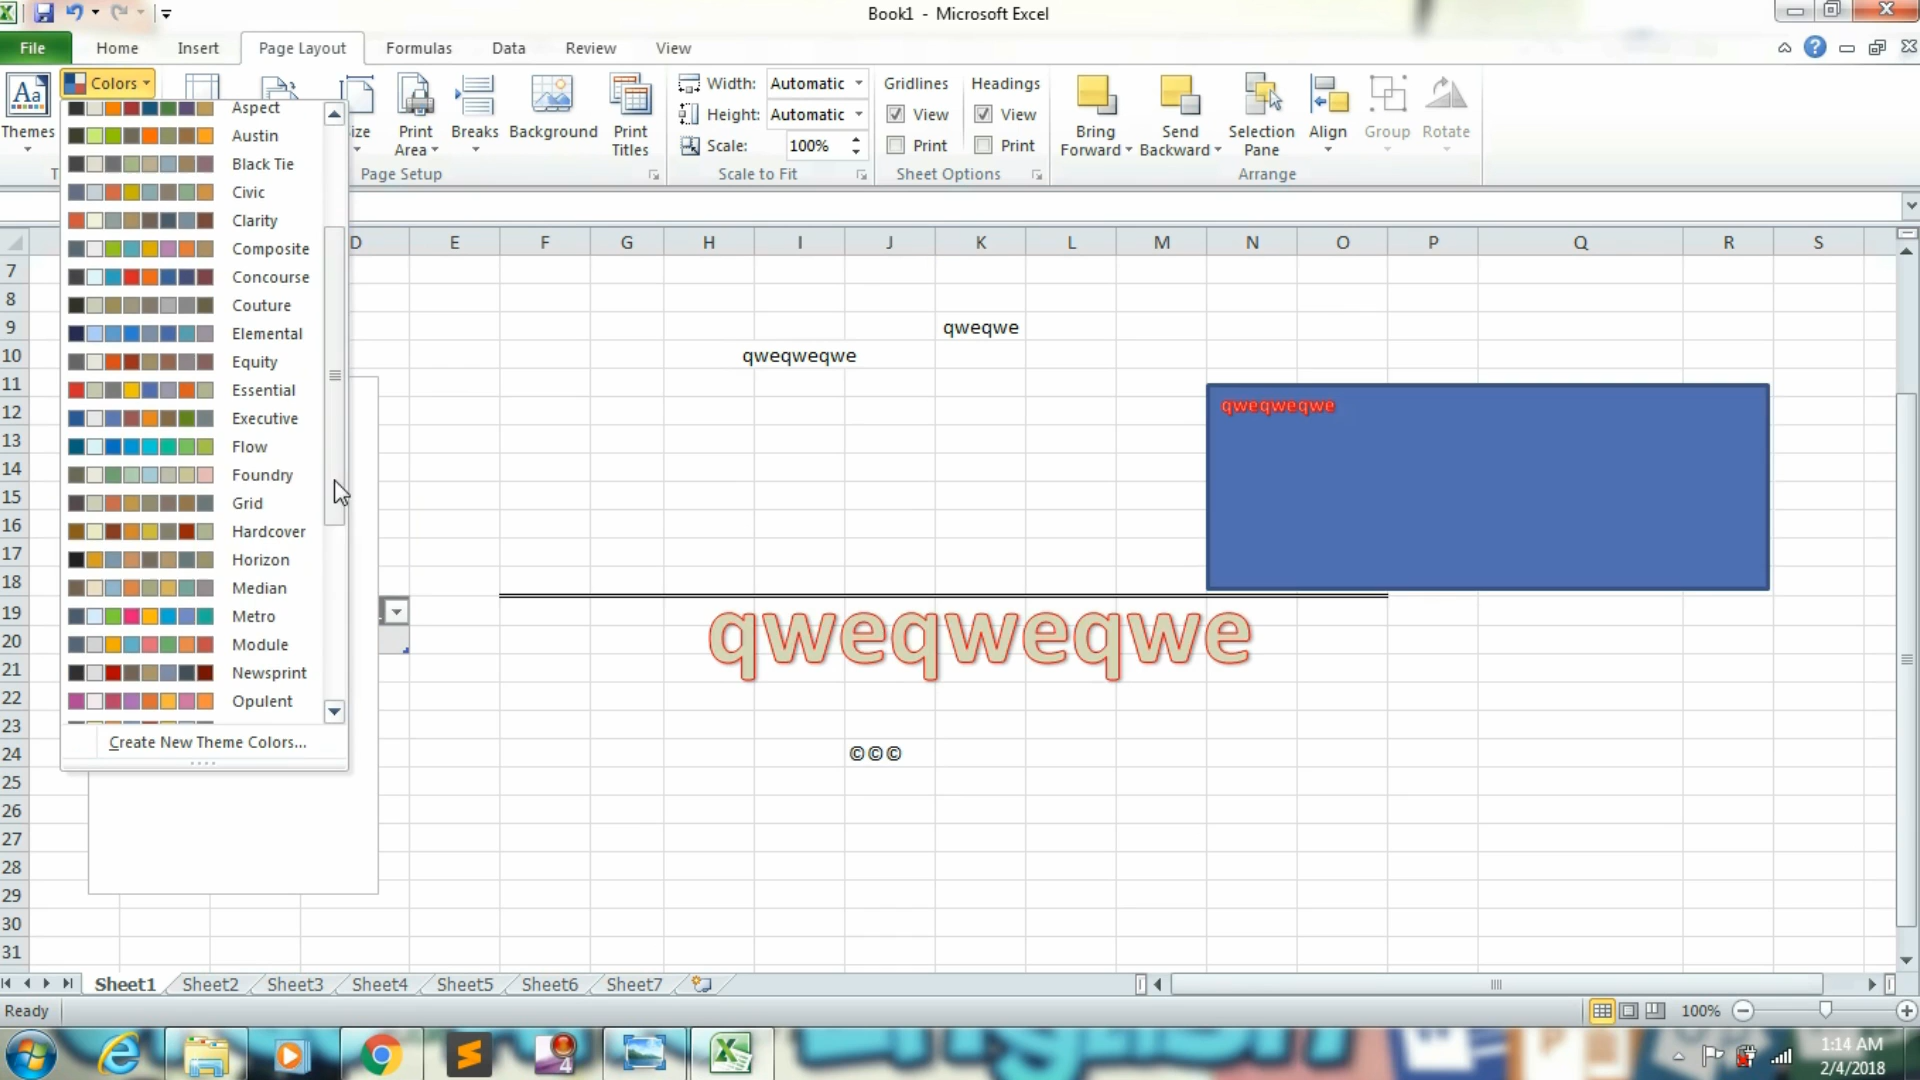 Book1 - Microsoft Excel
File Home Insert Page Layout Formulas Data Review View
Colors
Themes
Print Area
Breaks
Background
Print Titles
Width: Automatic
Height: Automatic
Scale: 100%
Gridlines
View
Print
Headings
View
Print
Bring Forward
Send Backward
Selection Pane
Align
Group
Rotate
Page Setup
Scale to Fit
Sheet Options
Arrange
Aspect
Austin
Black Tie
Civic
Clarity
Composite
Concourse
Couture
Elemental
Equity
Essential
Executive
Flow
Foundry
Grid
Hardcover
Horizon
Median
Metro
Module
Newsprint
Opulent
Create New Theme Colors...
D E F G H I J K L M N O P Q R S
7
8
9
10
11
12
13
14
15
16
17
18
19
20
21
22
23
24
25
26
27
28
29
30
31
qweqwe
qweqweqwe
qweqweqwe
qweqweqwe
©©©
Sheet1 Sheet2 Sheet3 Sheet4 Sheet5 Sheet6 Sheet7
Ready
100%
1:14 AM
2/4/2018